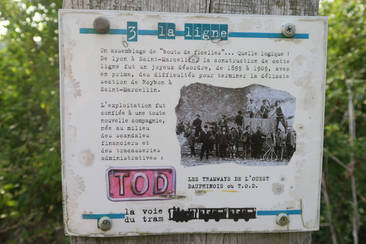 3 la ligne
Un assemblage de "bouts de ficelles"... Quelle logique !
De Lyon à Saint-Marcellin, la construction de cette
ligne fut un joyeux désordre, de 1899 à 1909, avec
en prime, des difficultés pour terminer la délicate
section de Roybon à
Saint-Marcellin.
L'exploitation fut
confiée à une toute
nouvelle compagnie,
née au milieu
des scandales
financiers et
des tracasseries
administratives :
TOD
LES TRAMWAYS DE L'OUEST
DAUPHINOIS ou T.O.D.
la voie
du tram